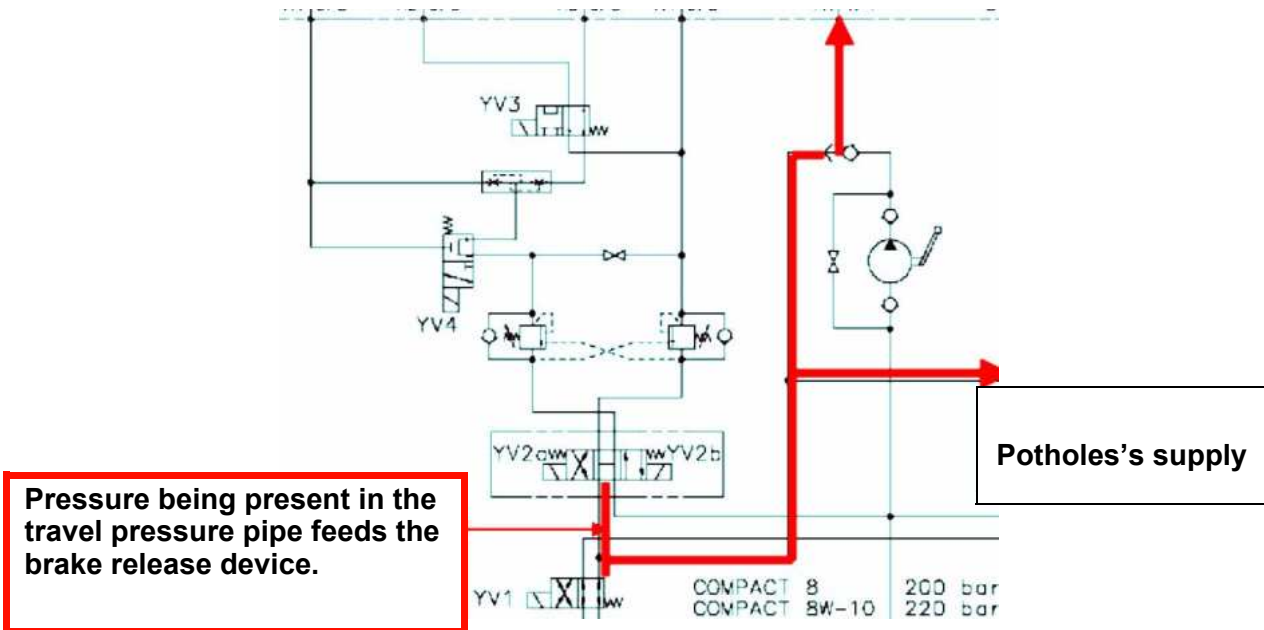 YV3
YV4
YV2a
YV2b
Potholes's supply
Pressure being present in the
travel pressure pipe feeds the
brake release device.
YV1
COMPACT 8 200 bar
COMPACT 8W-10 220 bar